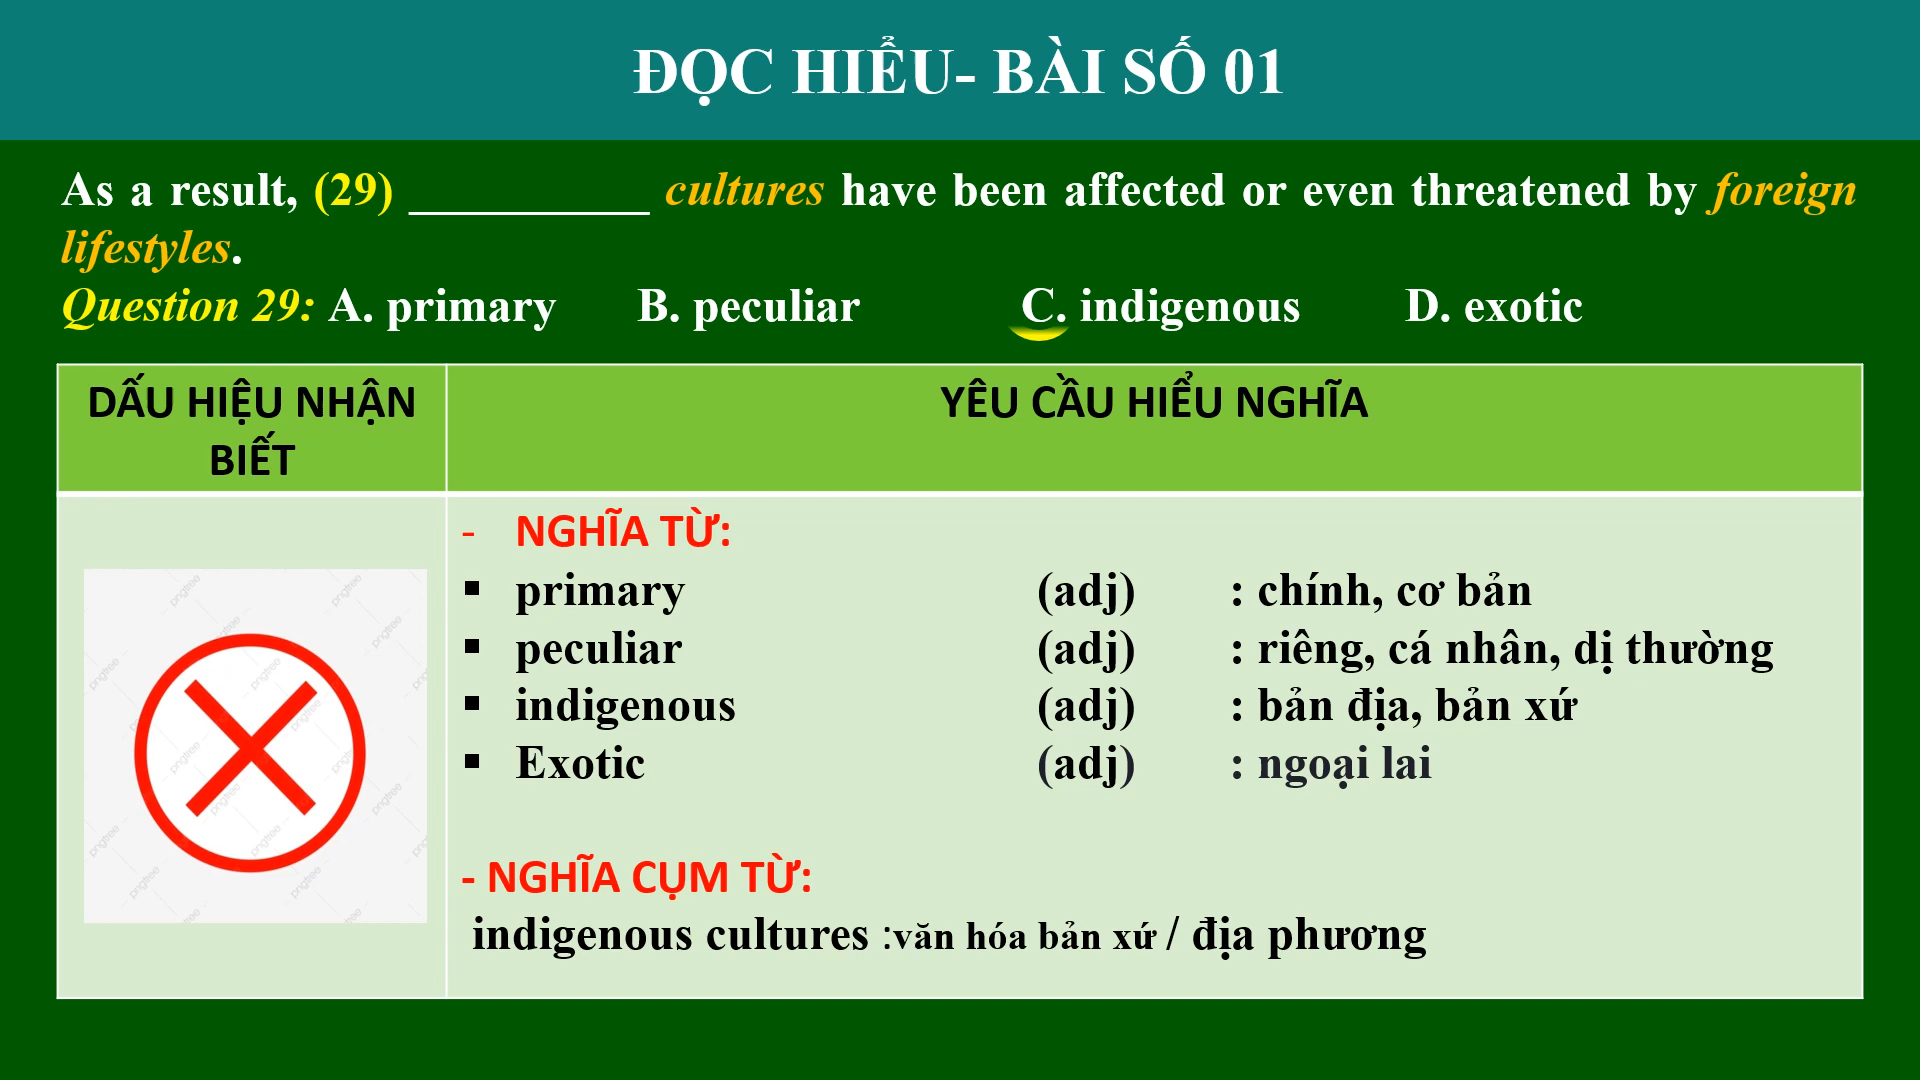 ĐỌC HIỂU- BÀI SỐ 01
As a result, (29) __________ cultures have been affected or even threatened by foreign
lifestyles.
Question 29: A. primary B. peculiar C. indigenous D. exotic
DẤU HIỆU NHẬN
BIẾT
YÊU CẦU HIỂU NGHĨA
- NGHĨA TỪ:
▪ primary (adj) : chính, cơ bản
▪ peculiar (adj) : riêng, cá nhân, dị thường
▪ indigenous (adj) : bản địa, bản xứ
▪ Exotic (adj) : ngoại lai
- NGHĨA CỤM TỪ:
indigenous cultures :văn hóa bản xứ / địa phương
pngtree